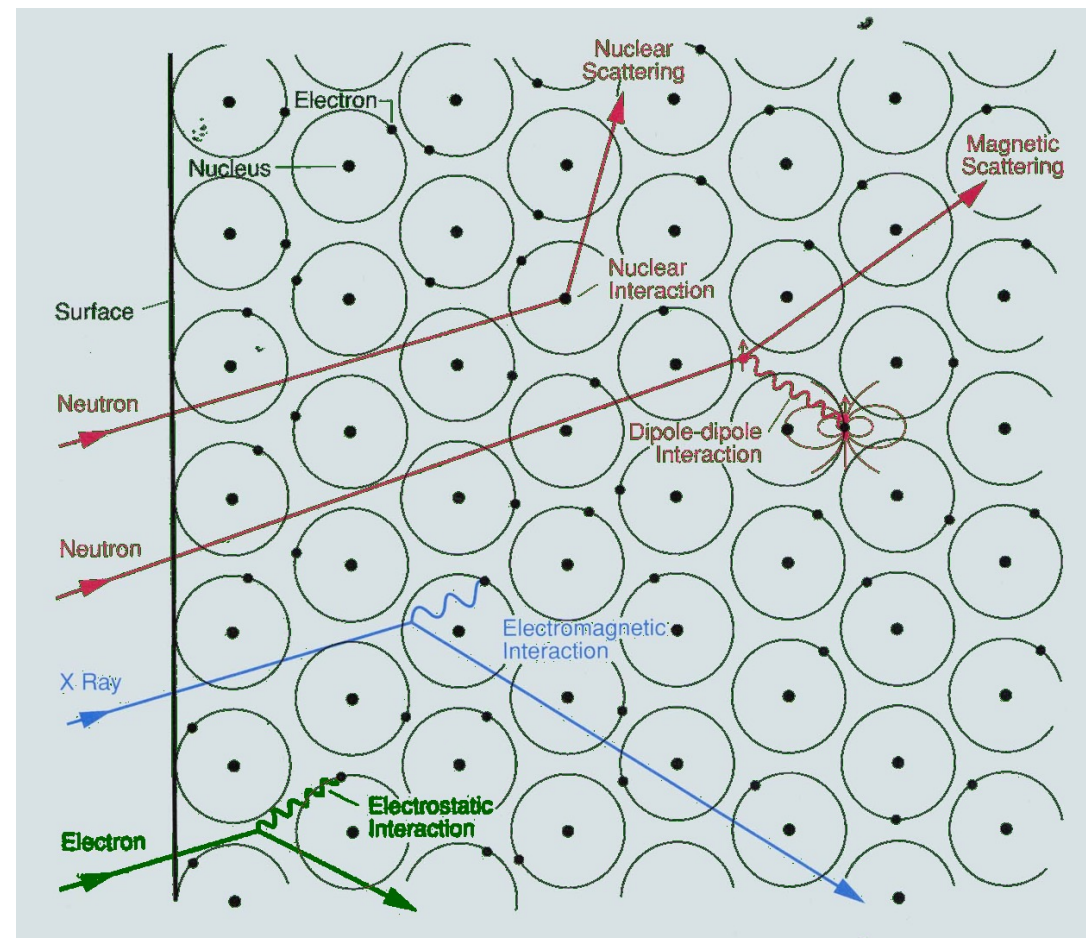 Nuclear
Scattering
Electron
Magnetic
Scattering
Nucleus
Nuclear
Interaction
Surface
Neutron
Dipole-dipole
Interaction
Neutron
Electromagnetic
Interaction
X Ray
Electrostatic
Interaction
Electron